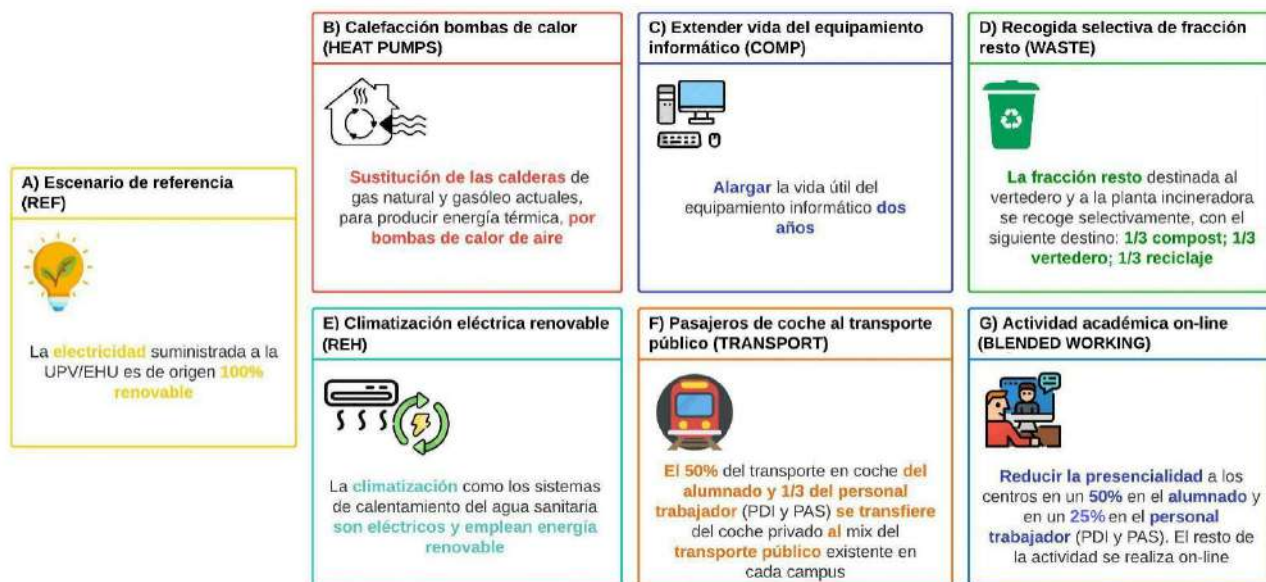 A) Escenario de referencia
(REF)
La electricidad suministrada a la
UPV/EHU es de origen 100%
renovable
B) Calefacción bombas de calor
(HEAT PUMPS)
Sustitución de las calderas de
gas natural y gasóleo actuales,
para producir energía térmica, por
bombas de calor de aire
C) Extender vida del equipamiento
informático (COMP)
Alargar la vida útil del
equipamiento informático dos
años
D) Recogida selectiva de fracción
resto (WASTE)
La fracción resto destinada al
vertedero y a la planta incineradora
se recoge selectivamente, con el
siguiente destino: 1/3 compost; 1/3
vertedero; 1/3 reciclaje
E) Climatización eléctrica renovable
(REH)
La climatización como los sistemas
de calentamiento del agua sanitaria
son eléctricos y emplean energía
renovable
F) Pasajeros de coche al transporte
público (TRANSPORT)
El 50% del transporte en coche del
alumnado y 1/3 del personal
trabajador (PDI y PAS) se transfiere
del coche privado al mix del
transporte público existente en
cada campus
G) Actividad académica on-line
(BLENDED WORKING)
Reducir la presencialidad a los
centros en un 50% en el alumnado y
en un 25% en el personal
trabajador (PDI y PAS). El resto de
la actividad se realiza on-line